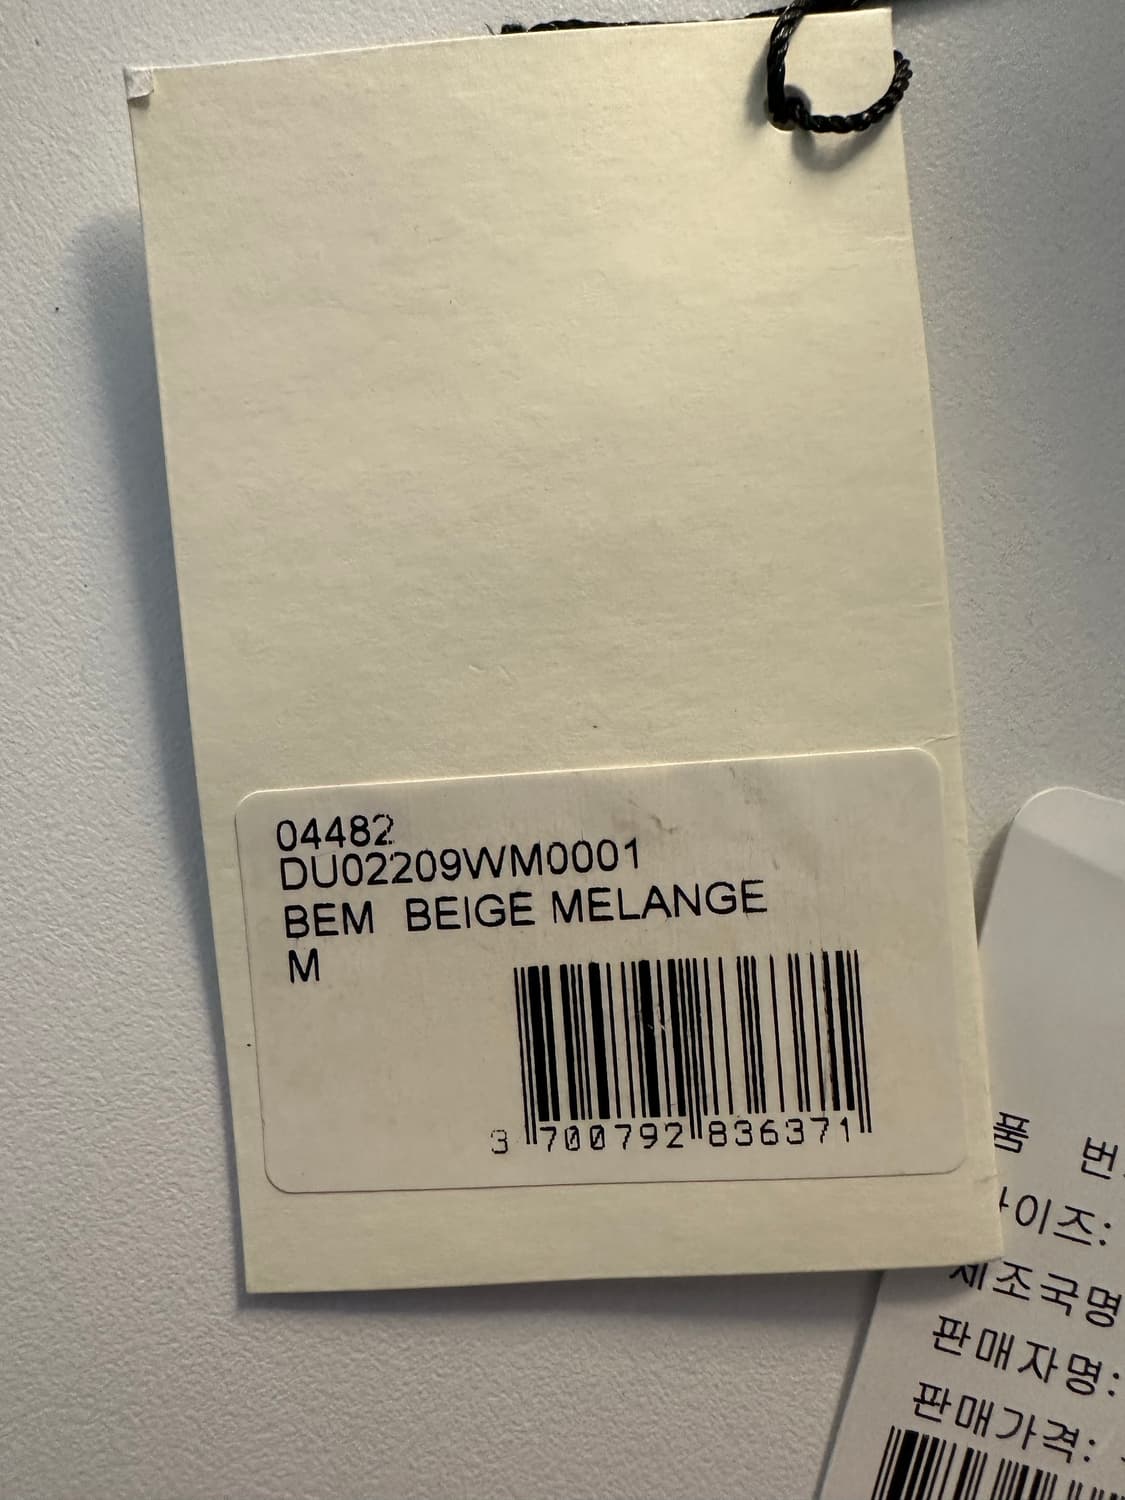 04482
DU02209WM0001
BEM BEIGE MELANGE
M
3 700792 836371
품 번
이즈:
제조국명
판매자명:
판매가격: